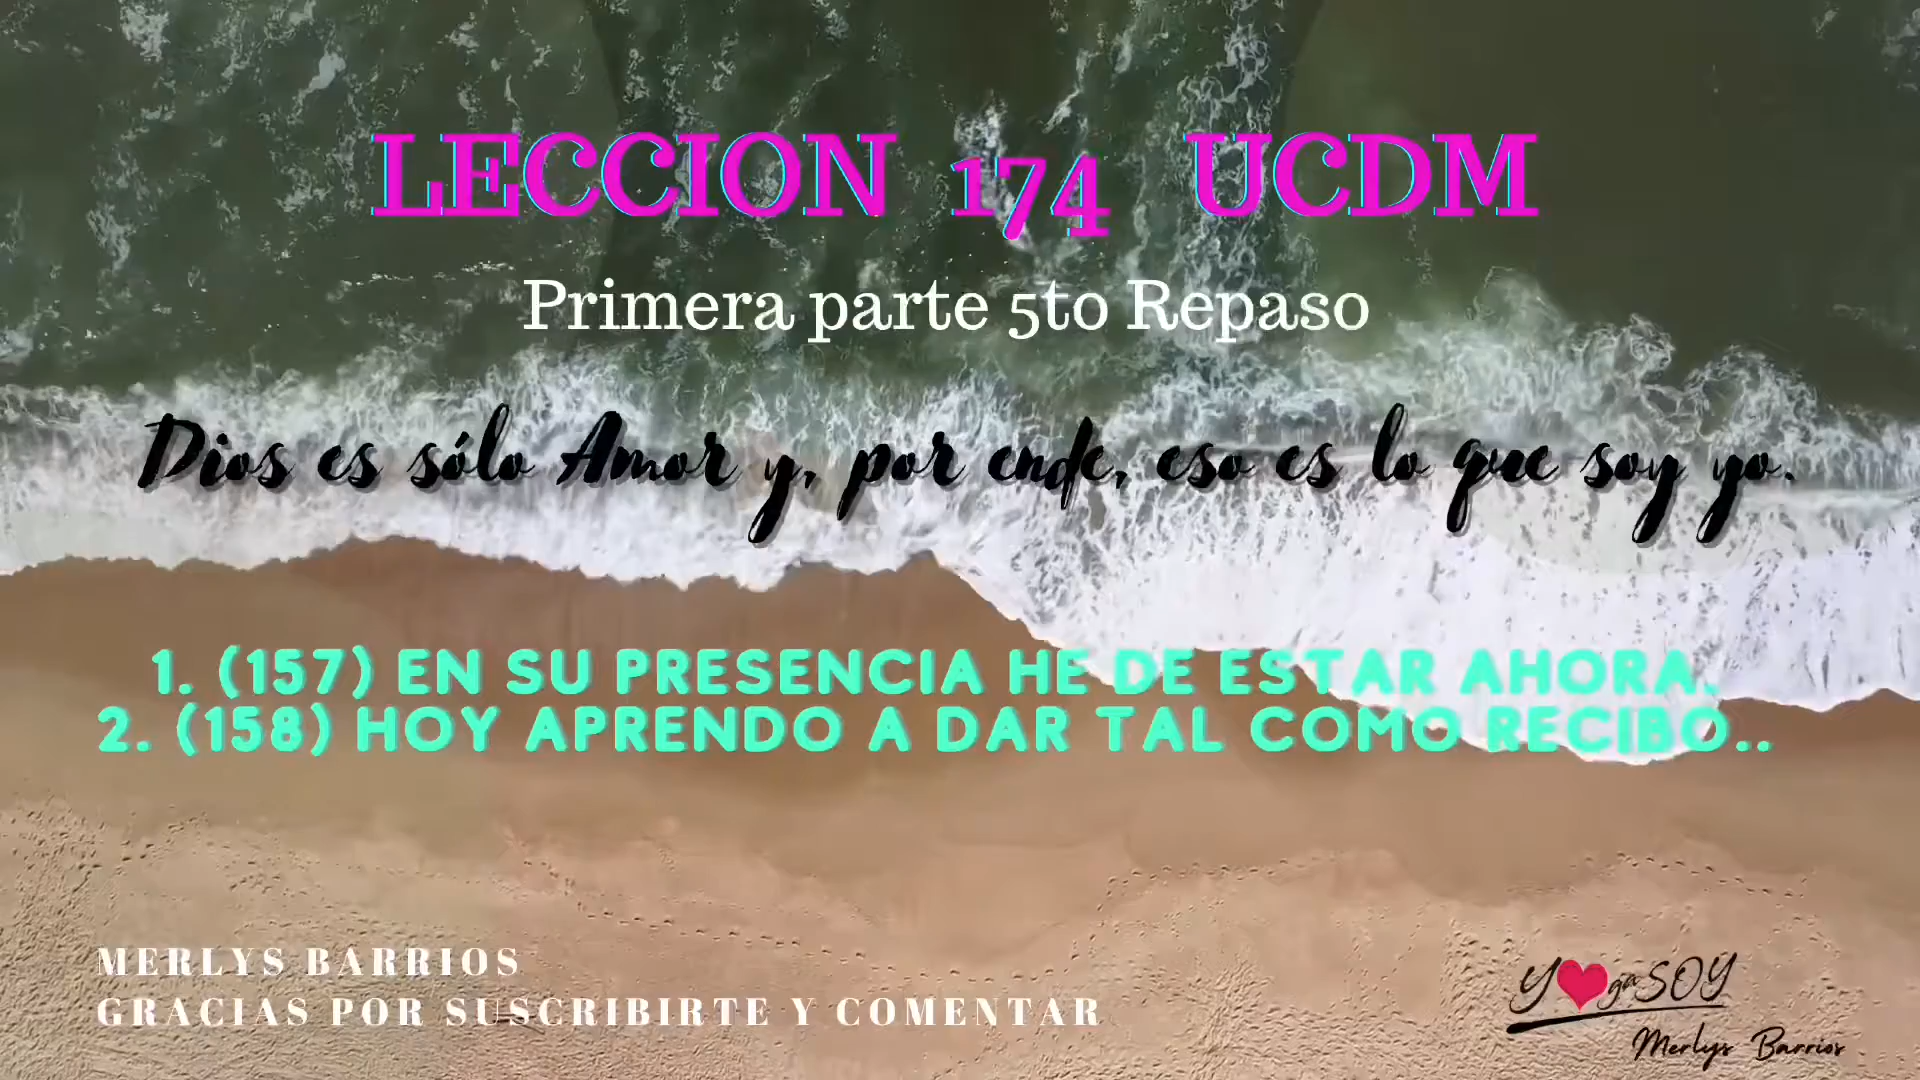 LECCION 174 UCDM
Primera parte 5to Repaso
Dios es sólo Amor y, por ende, eso es lo que soy yo.
1. (157) EN SU PRESENCIA HE DE ESTAR AHORA.
2. (158) HOY APRENDO A DAR TAL COMO RECIBO..
MERLYS BARRIOS
GRACIAS POR SUSCRIBIRTE Y COMENTAR
Y❤gaSOY
Merlys Barrios